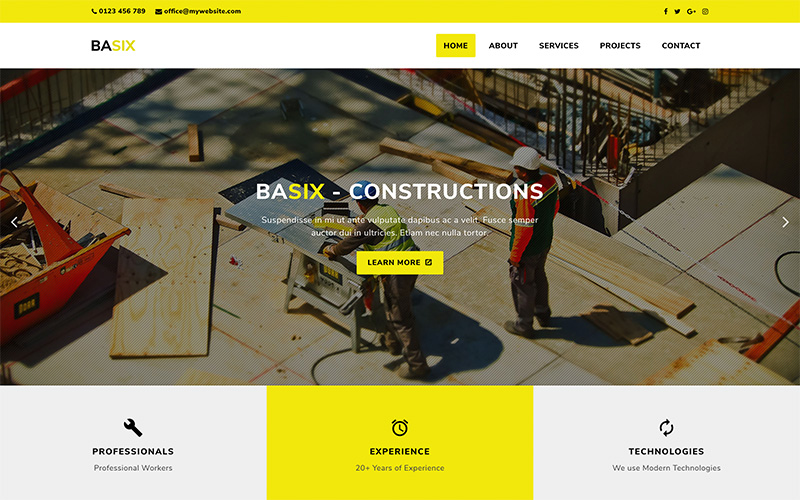 0123 456 789 office@mywebsite.com
BASIX
HOME ABOUT SERVICES PROJECTS CONTACT
BASIX - CONSTRUCTIONS
Suspendisse in mi ut ante vulputate dapibus ac a velit. Fusce semper
auctor dui in ultricies. Etiam nec nulla tortor.
LEARN MORE
PROFESSIONALS
Professional Workers
EXPERIENCE
20+ Years of Experience
TECHNOLOGIES
We use Modern Technologies